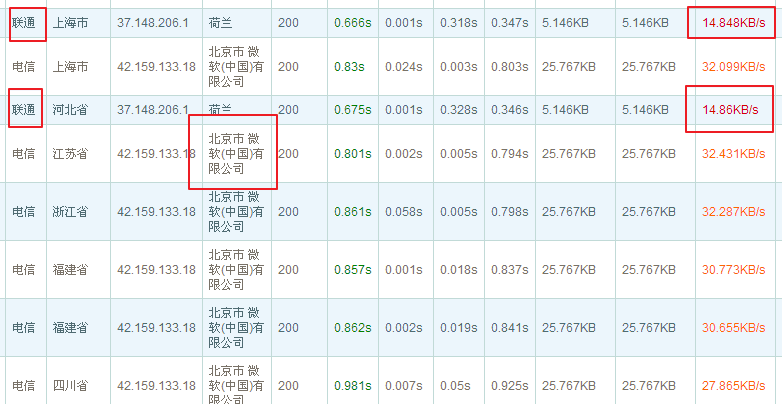 联通 上海市 37.148.206.1 荷兰 200 0.666s 0.001s 0.318s 0.347s 5.146KB 5.146KB 14.848KB/s
电信 上海市 42.159.133.18 北京市 微软(中国)有限公司 200 0.83s 0.024s 0.003s 0.803s 25.767KB 25.767KB 32.099KB/s
联通 河北省 37.148.206.1 荷兰 200 0.675s 0.001s 0.328s 0.346s 5.146KB 5.146KB 14.86KB/s
电信 江苏省 42.159.133.18 北京市 微软(中国)有限公司 200 0.801s 0.002s 0.005s 0.794s 25.767KB 25.767KB 32.431KB/s
电信 浙江省 42.159.133.18 北京市 微软(中国)有限公司 200 0.861s 0.058s 0.005s 0.798s 25.767KB 25.767KB 32.287KB/s
电信 福建省 42.159.133.18 北京市 微软(中国)有限公司 200 0.857s 0.001s 0.018s 0.837s 25.767KB 25.767KB 30.773KB/s
电信 福建省 42.159.133.18 北京市 微软(中国)有限公司 200 0.862s 0.002s 0.019s 0.841s 25.767KB 25.767KB 30.655KB/s
电信 四川省 42.159.133.18 北京市 微软(中国)有限公司 200 0.981s 0.007s 0.05s 0.925s 25.767KB 25.767KB 27.865KB/s